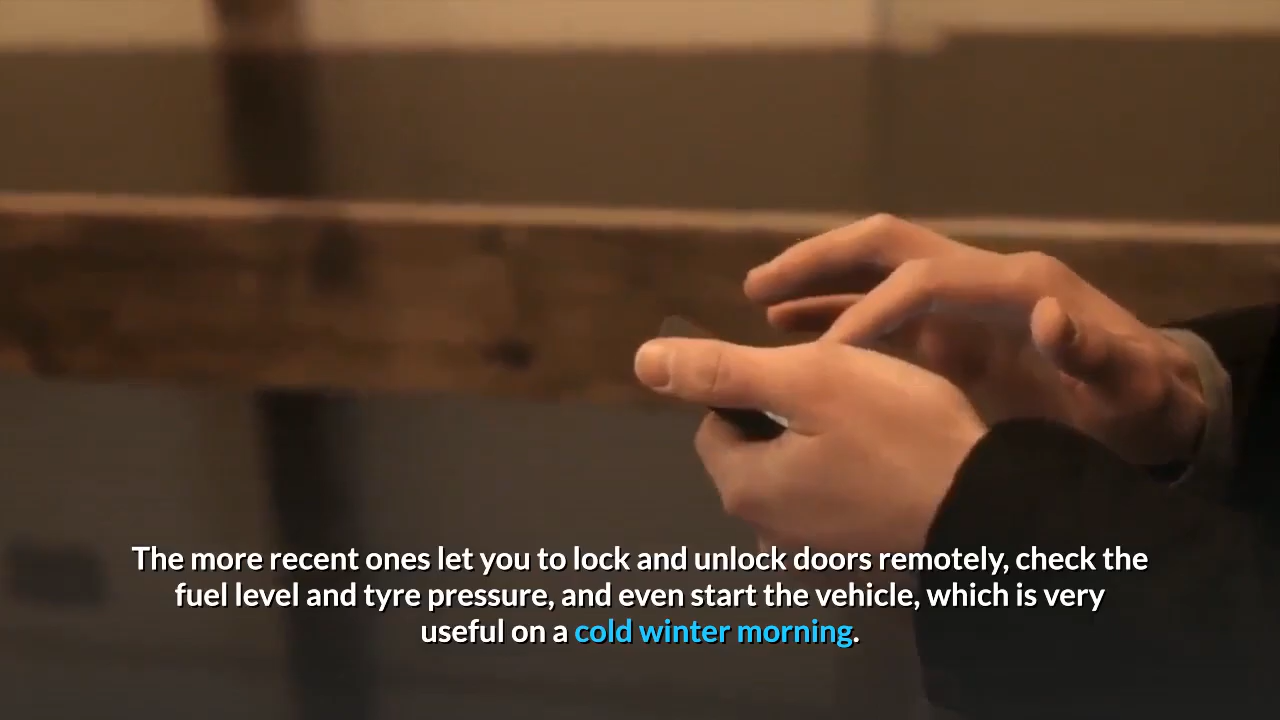 The more recent ones let you to lock and unlock doors remotely, check the
fuel level and tyre pressure, and even start the vehicle, which is very
useful on a cold winter morning.